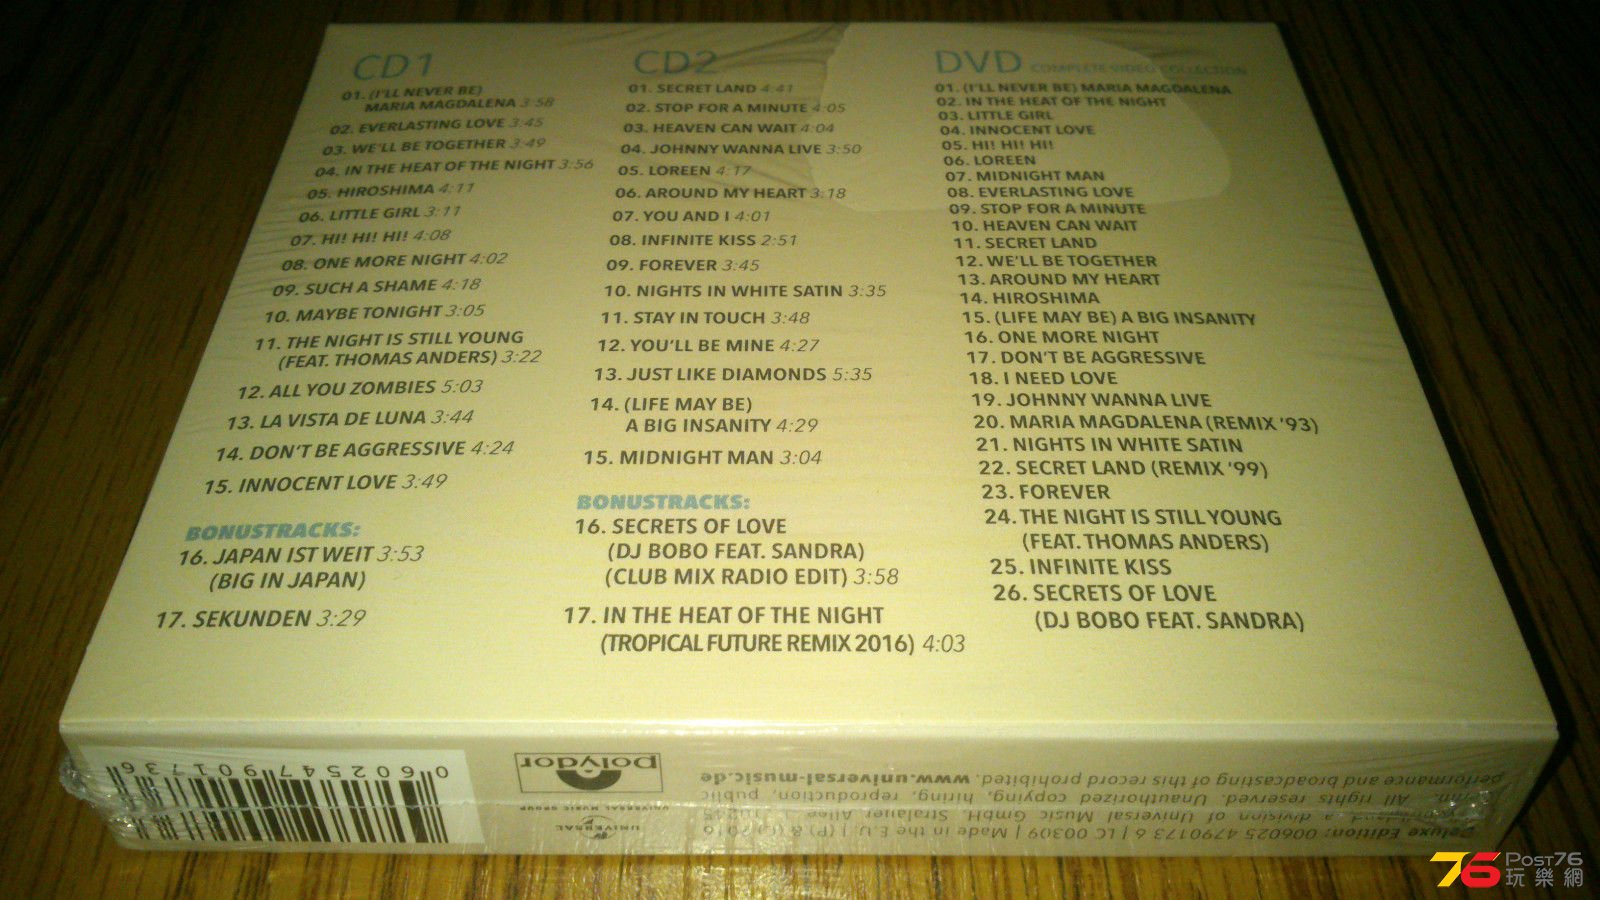 CD1
01. (I'LL NEVER BE)
MARIA MAGDALENA 3:58
02. EVERLASTING LOVE 3:45
03. WE'LL BE TOGETHER 3:49
04. IN THE HEAT OF THE NIGHT 3:56
05. HIROSHIMA 4:11
06. LITTLE GIRL 3:11
07. HI! HI! HI! 4:08
08. ONE MORE NIGHT 4:02
09. SUCH A SHAME 4:18
10. MAYBE TONIGHT 3:05
11. THE NIGHT IS STILL YOUNG
(FEAT. THOMAS ANDERS) 3:22
12. ALL YOU ZOMBIES 5:03
13. LA VISTA DE LUNA 3:44
14. DON'T BE AGGRESSIVE 4:24
15. INNOCENT LOVE 3:49
BONUSTRACKS:
16. JAPAN IST WEIT 3:53
(BIG IN JAPAN)
17. SEKUNDEN 3:29
CD2
01. SECRET LAND 4:41
02. STOP FOR A MINUTE 4:05
03. HEAVEN CAN WAIT 4:04
04. JOHNNY WANNA LIVE 3:50
05. LOREEN 4:17
06. AROUND MY HEART 3:18
07. YOU AND I 4:01
08. INFINITE KISS 2:51
09. FOREVER 3:45
10. NIGHTS IN WHITE SATIN 3:35
11. STAY IN TOUCH 3:48
12. YOU'LL BE MINE 4:27
13. JUST LIKE DIAMONDS 5:35
14. (LIFE MAY BE)
A BIG INSANITY 4:29
15. MIDNIGHT MAN 3:04
BONUSTRACKS:
16. SECRETS OF LOVE
(DJ BOBO FEAT. SANDRA)
(CLUB MIX RADIO EDIT) 3:58
17. IN THE HEAT OF THE NIGHT
(TROPICAL FUTURE REMIX 2016) 4:03
DVD COMPLETE VIDEO COLLECTION
01. (I'LL NEVER BE) MARIA MAGDALENA
02. IN THE HEAT OF THE NIGHT
03. LITTLE GIRL
04. INNOCENT LOVE
05. HI! HI! HI!
06. LOREEN
07. MIDNIGHT MAN
08. EVERLASTING LOVE
09. STOP FOR A MINUTE
10. HEAVEN CAN WAIT
11. SECRET LAND
12. WE'LL BE TOGETHER
13. AROUND MY HEART
14. HIROSHIMA
15. (LIFE MAY BE) A BIG INSANITY
16. ONE MORE NIGHT
17. DON'T BE AGGRESSIVE
18. I NEED LOVE
19. JOHNNY WANNA LIVE
20. MARIA MAGDALENA (REMIX '93)
21. NIGHTS IN WHITE SATIN
22. SECRET LAND (REMIX '99)
23. FOREVER
24. THE NIGHT IS STILL YOUNG
(FEAT. THOMAS ANDERS)
25. INFINITE KISS
26. SECRETS OF LOVE
(DJ BOBO FEAT. SANDRA)
Deluxe Edition: 006025 4790173 6 | LC 00309 | Made in the E.U. | (P) & (C) 2016
a division of Universal Music GmbH, Stralauer Allee 1, 10245
All rights reserved. Unauthorized copying, hiring, reproduction, public
performance and broadcasting of this record prohibited. www.universal-music.de
UNIVERSAL
UNIVERSAL MUSIC GROUP
polydor
0 602547 901736
76 Post76
玩樂網